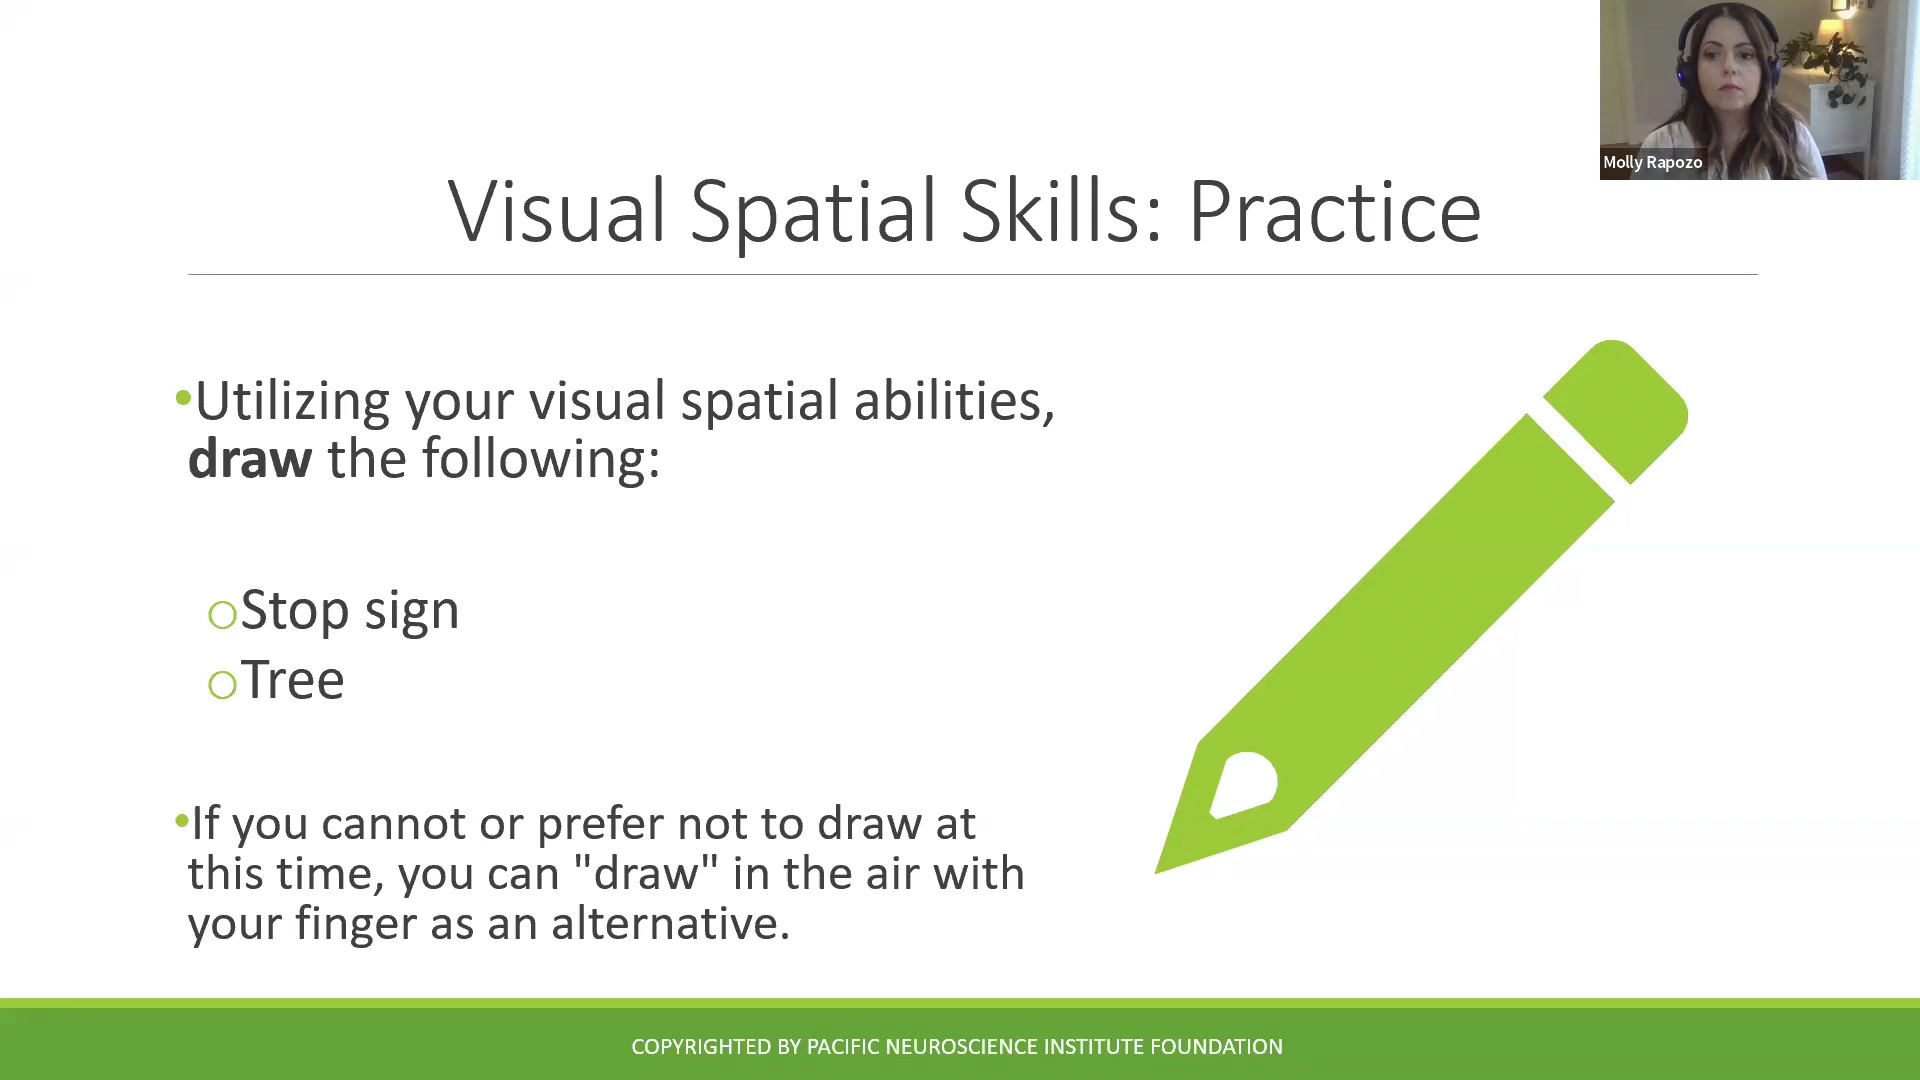 Molly Rapozo
Visual Spatial Skills: Practice
•Utilizing your visual spatial abilities,
draw the following:
oStop sign
oTree
•If you cannot or prefer not to draw at
this time, you can "draw" in the air with
your finger as an alternative.
COPYRIGHTED BY PACIFIC NEUROSCIENCE INSTITUTE FOUNDATION